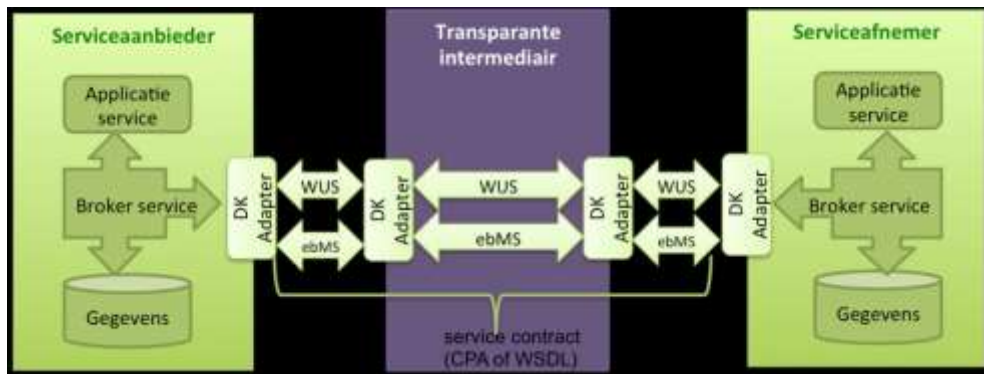 Serviceaanbieder
Transparante
intermediair
Serviceafnemer
Applicatie
service
Applicatie
service
Broker service
DK
Adapter
WUS
ebMS
DK
Adapter
WUS
ebMS
DK
Adapter
WUS
ebMS
DK
Adapter
Broker service
Gegevens
Gegevens
service contract
(CPA of WSDL)